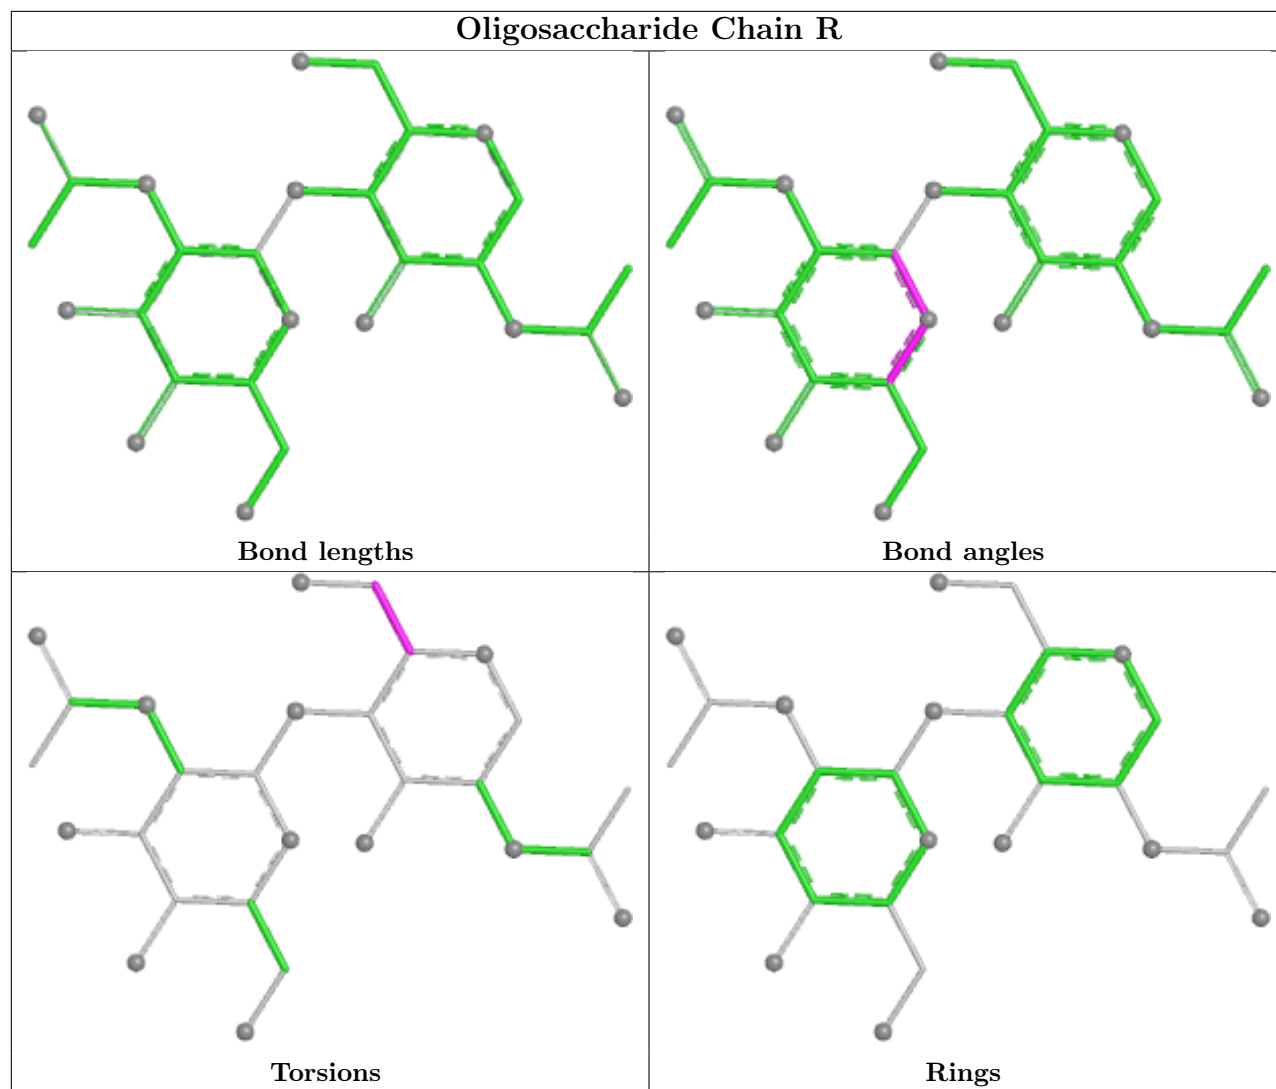 Oligosaccharide Chain R
Bond lengths
Bond angles
Torsions
Rings